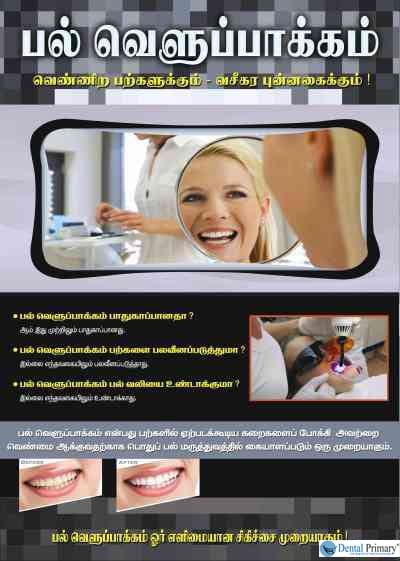 பல் வெளுப்பாக்கம்
வெண்ணிற பற்களுக்கும் - வசீகர புன்னகைக்கும் !
• பல் வெளுப்பாக்கம் பாதுகாப்பானதா ?
ஆம் இது முற்றிலும் பாதுகாப்பானது.
• பல் வெளுப்பாக்கம் பற்களை பலவீனப்படுத்துமா ?
இல்லை எந்தவகையிலும் பலவீனப்படுத்தாது.
• பல் வெளுப்பாக்கம் பல் வலியை உண்டாக்குமா ?
இல்லை எந்தவகையிலும் உண்டாக்காது.
பல் வெளுப்பாக்கம் என்பது பற்களில் ஏற்படக்கூடிய கறைகளைப் போக்கி அவற்றை
வெண்மை ஆக்குவதற்காக பொதுப் பல் மருத்துவத்தில் கையாளப்படும் ஒரு முறையாகும்.
BEFORE AFTER
பல் வெளுப்பாக்கம் ஓர் எளிமையான சிகிச்சை முறையாகும் !
Dental Primary